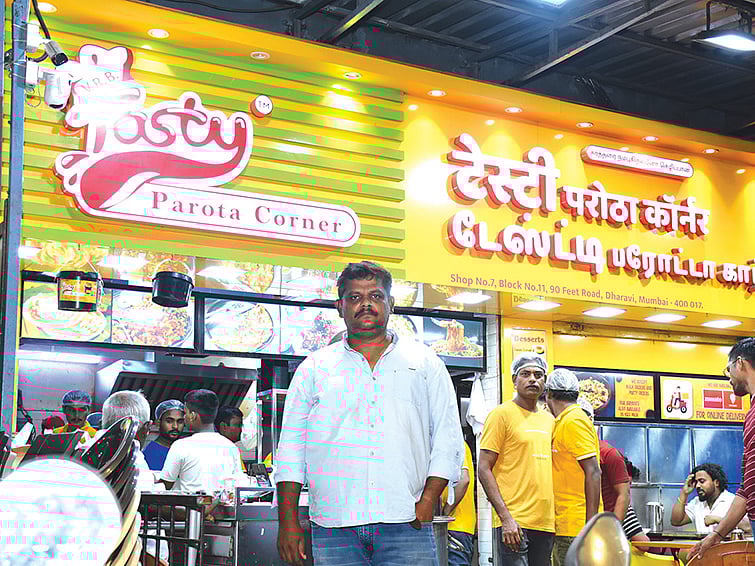 V.R.B.
Tasty
TM
Parota Corner
टेस्टी परोठा कॉर्नर
டேஸ்ட்டி பரோட்டா கா
Shop No.7, Block No.11, 90 Feet Road, Dharavi, Mumbai - 400 017.
Desserts
FOR ONLINE DELIVERY